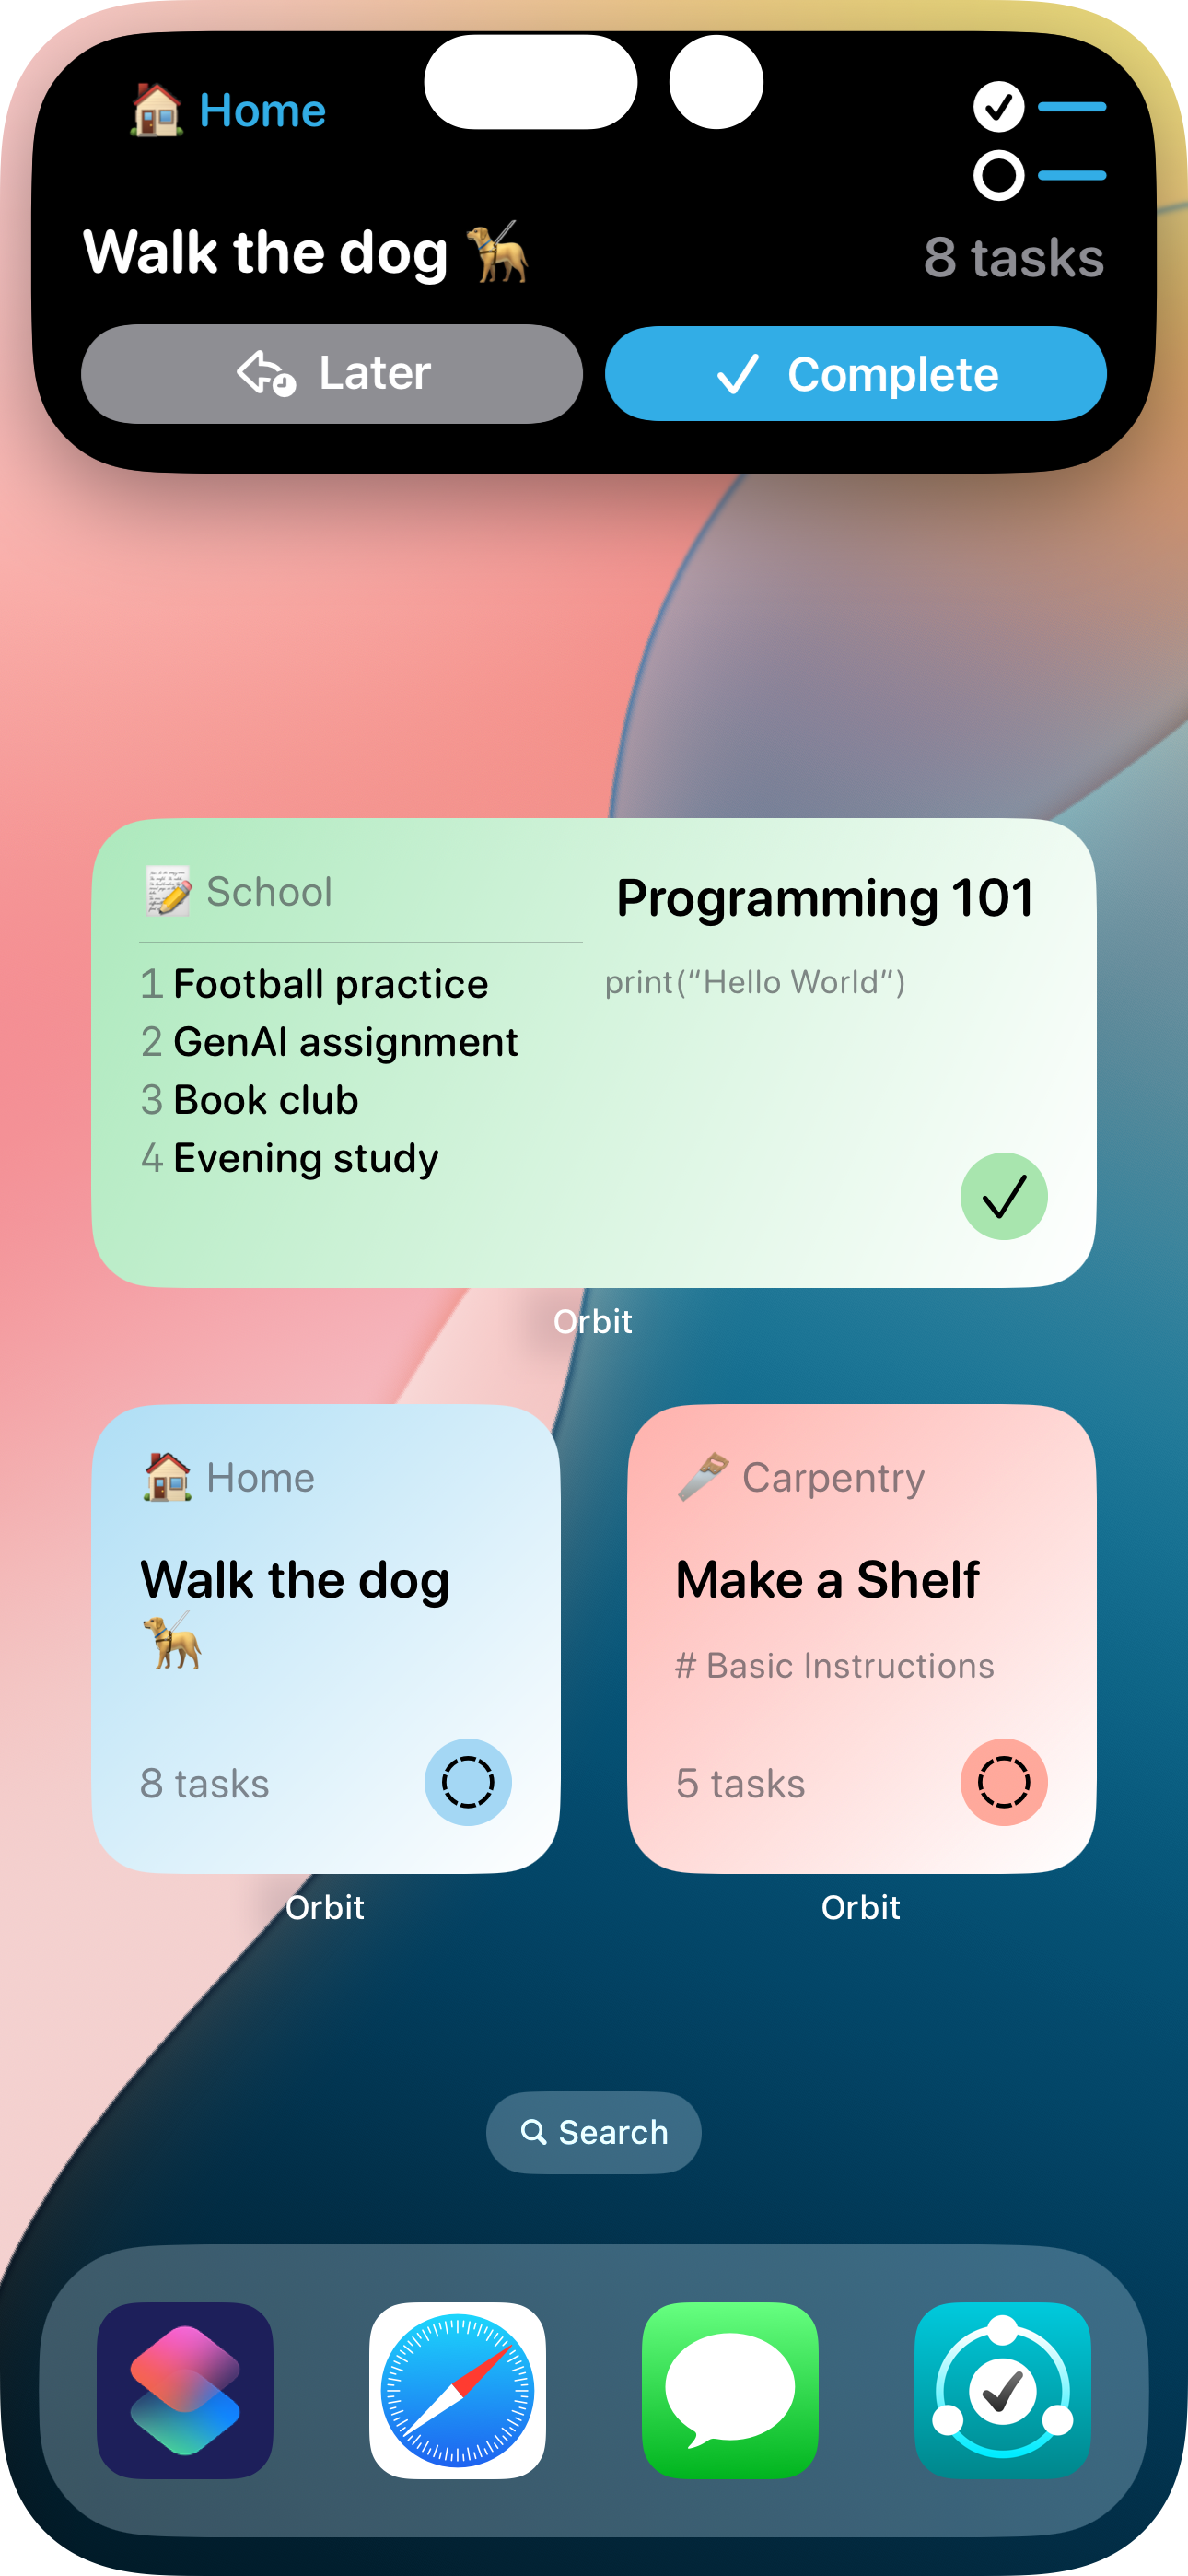 Home
Walk the dog
8 tasks
Later
Complete
School
1 Football practice
2 GenAI assignment
3 Book club
4 Evening study
Programming 101
print(“Hello World”)
Orbit
Home
Walk the dog
8 tasks
Orbit
Carpentry
Make a Shelf
# Basic Instructions
5 tasks
Orbit
Search